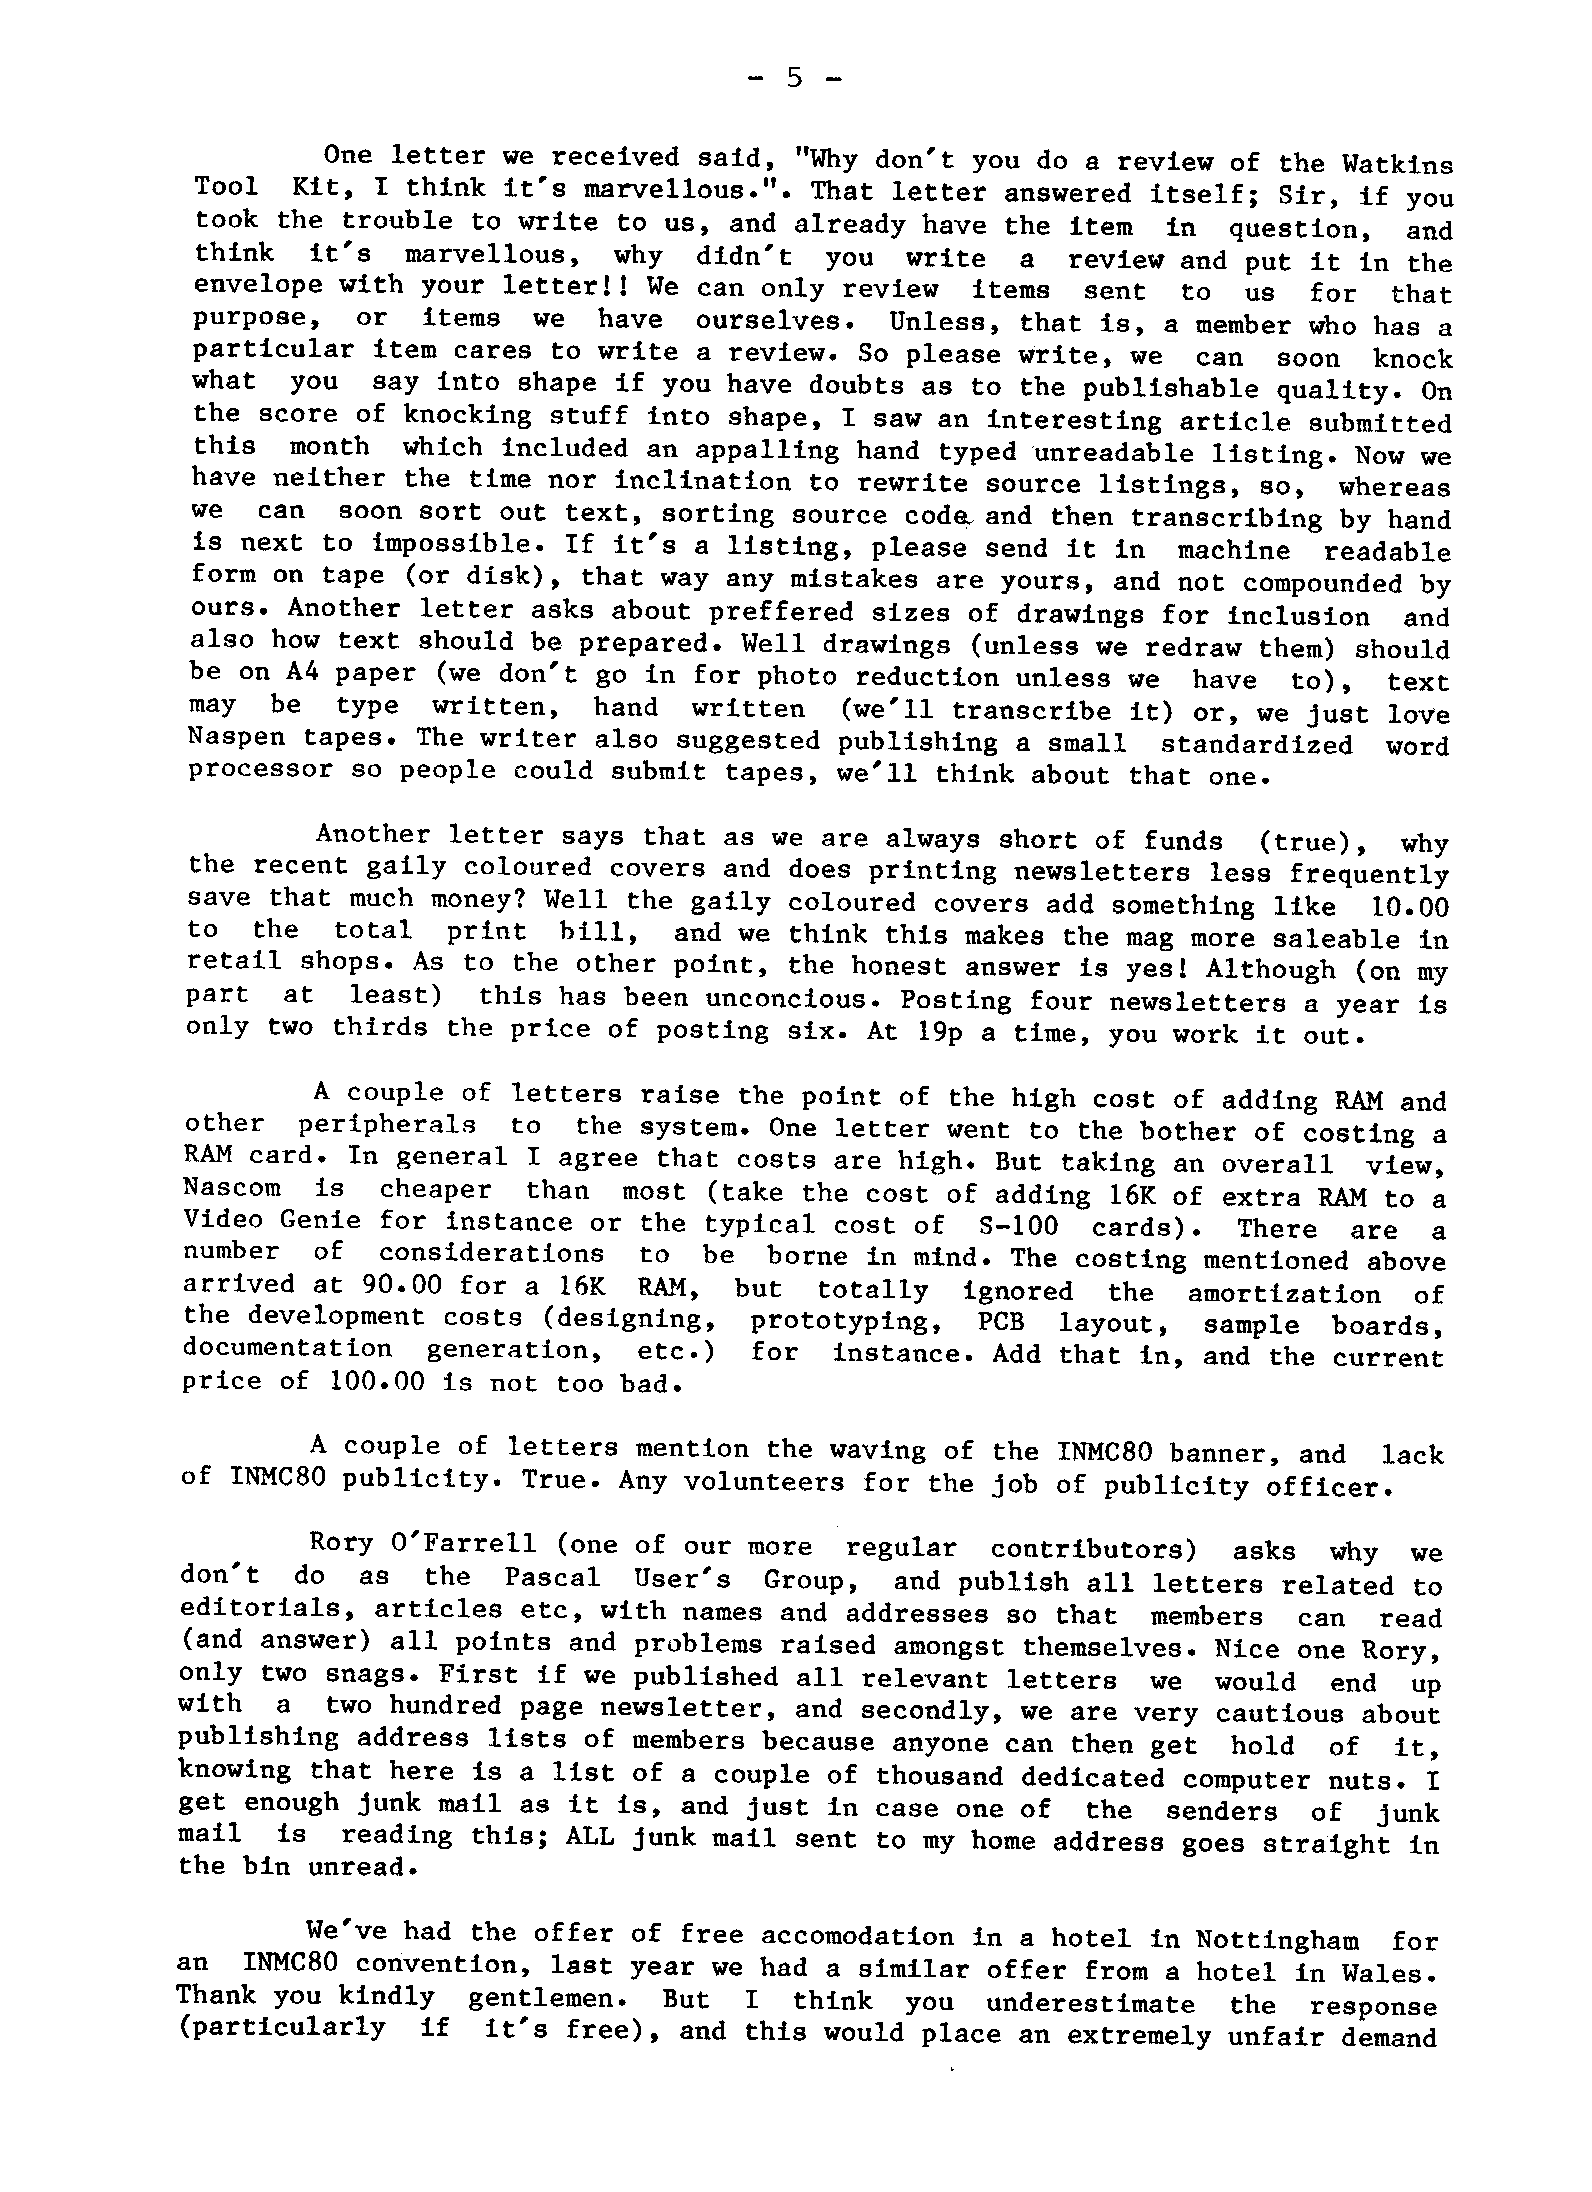 - 5 -
One letter we received said, "Why don't you do a review of the Watkins
Tool Kit, I think it's marvellous.". That letter answered itself; Sir, if you
took the trouble to write to us, and already have the item in question, and
think it's marvellous, why didn't you write a review and put it in the
envelope with your letter!! We can only review items sent to us for that
purpose, or items we have ourselves. Unless, that is, a member who has a
particular item cares to write a review. So please write, we can soon knock
what you say into shape if you have doubts as to the publishable quality. On
the score of knocking stuff into shape, I saw an interesting article submitted
this month which included an appalling hand typed unreadable listing. Now we
have neither the time nor inclination to rewrite source listings, so, whereas
we can soon sort out text, sorting source code and then transcribing by hand
is next to impossible. If it's a listing, please send it in machine readable
form on tape (or disk), that way any mistakes are yours, and not compounded by
ours. Another letter asks about preffered sizes of drawings for inclusion and
also how text should be prepared. Well drawings (unless we redraw them) should
be on A4 paper (we don't go in for photo reduction unless we have to), text
may be type written, hand written (we'll transcribe it) or, we just love
Naspen tapes. The writer also suggested publishing a small standardized word
processor so people could submit tapes, we'll think about that one.
Another letter says that as we are always short of funds (true), why
the recent gaily coloured covers and does printing newsletters less frequently
save that much money? Well the gaily coloured covers add something like 10.00
to the total print bill, and we think this makes the mag more saleable in
retail shops. As to the other point, the honest answer is yes! Although (on my
part at least) this has been unconcious. Posting four newsletters a year is
only two thirds the price of posting six. At 19p a time, you work it out.
A couple of letters raise the point of the high cost of adding RAM and
other peripherals to the system. One letter went to the bother of costing a
RAM card. In general I agree that costs are high. But taking an overall view,
Nascom is cheaper than most (take the cost of adding 16K of extra RAM to a
Video Genie for instance or the typical cost of S-100 cards). There are a
number of considerations to be borne in mind. The costing mentioned above
arrived at 90.00 for a 16K RAM, but totally ignored the amortization of
the development costs (designing, prototyping, PCB layout, sample boards,
documentation generation, etc.) for instance. Add that in, and the current
price of 100.00 is not too bad.
A couple of letters mention the waving of the INMC80 banner, and lack
of INMC80 publicity. True. Any volunteers for the job of publicity officer.
Rory O'Farrell (one of our more regular contributors) asks why we
don't do as the Pascal User's Group, and publish all letters related to
editorials, articles etc, with names and addresses so that members can read
(and answer) all points and problems raised amongst themselves. Nice one Rory,
only two snags. First if we published all relevant letters we would end up
with a two hundred page newsletter, and secondly, we are very cautious about
publishing address lists of members because anyone can then get hold of it,
knowing that here is a list of a couple of thousand dedicated computer nuts. I
get enough junk mail as it is, and just in case one of the senders of junk
mail is reading this; ALL junk mail sent to my home address goes straight in
the bin unread.
We've had the offer of free accomodation in a hotel in Nottingham for
an INMC80 convention, last year we had a similar offer from a hotel in Wales.
Thank you kindly gentlemen. But I think you underestimate the response
(particularly if it's free), and this would place an extremely unfair demand